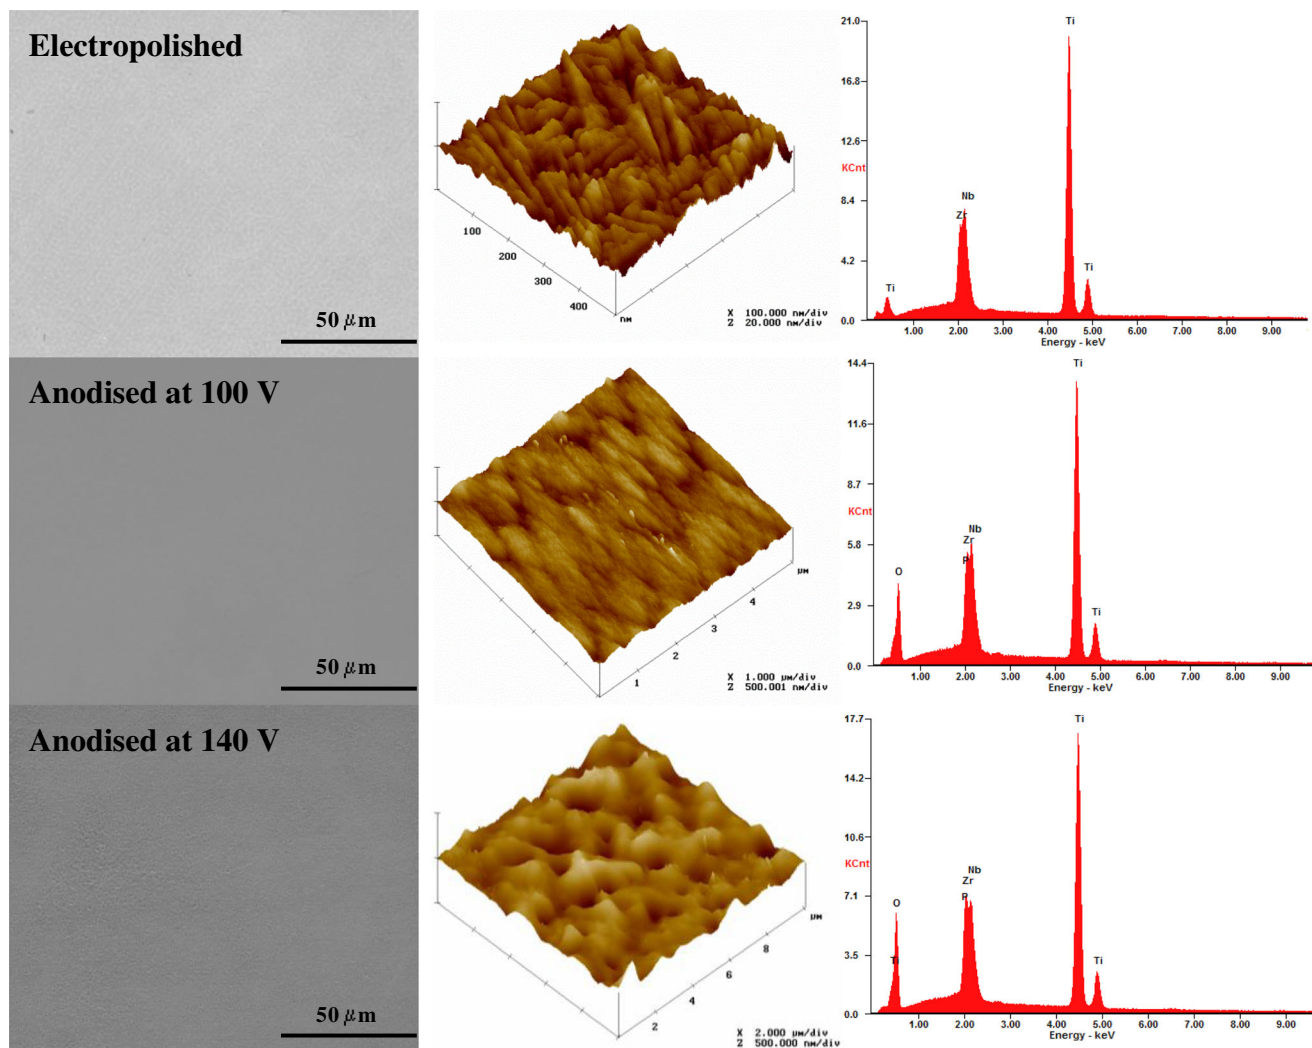 Electropolished
50 μm
100
200
300
400
nm
X 100.000 nm/div
Z 20.000 nm/div
21.0
16.8
12.6
KCnt
8.4
4.2
0.0
Ti
Zr
Nb
Ti
Ti
1.00 2.00 3.00 4.00 5.00 6.00 7.00 8.00 9.00
Energy - keV
Anodised at 100 V
50 μm
1
2
3
4
μm
X 1.000 μm/div
Z 500.001 nm/div
14.4
11.6
8.7
KCnt
5.8
2.9
0.0
O
Nb
Zr
P
Ti
Ti
1.00 2.00 3.00 4.00 5.00 6.00 7.00 8.00 9.00
Energy - keV
Anodised at 140 V
50 μm
2
4
6
8
μm
X 2.000 μm/div
Z 500.000 nm/div
17.7
14.2
10.6
KCnt
7.1
3.5
0.0
O
Ti
Nb
Zr
P
Ti
Ti
1.00 2.00 3.00 4.00 5.00 6.00 7.00 8.00 9.00
Energy - keV